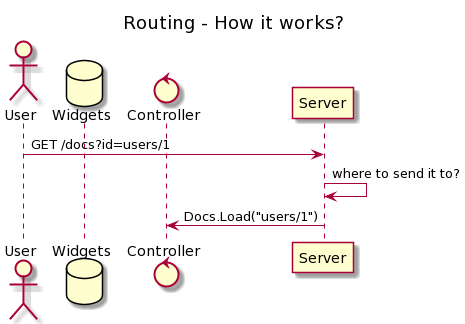 Routing - How it works?
User Widgets Controller Server
GET /docs?id=users/1
where to send it to?
Docs.Load("users/1")
User Widgets Controller Server